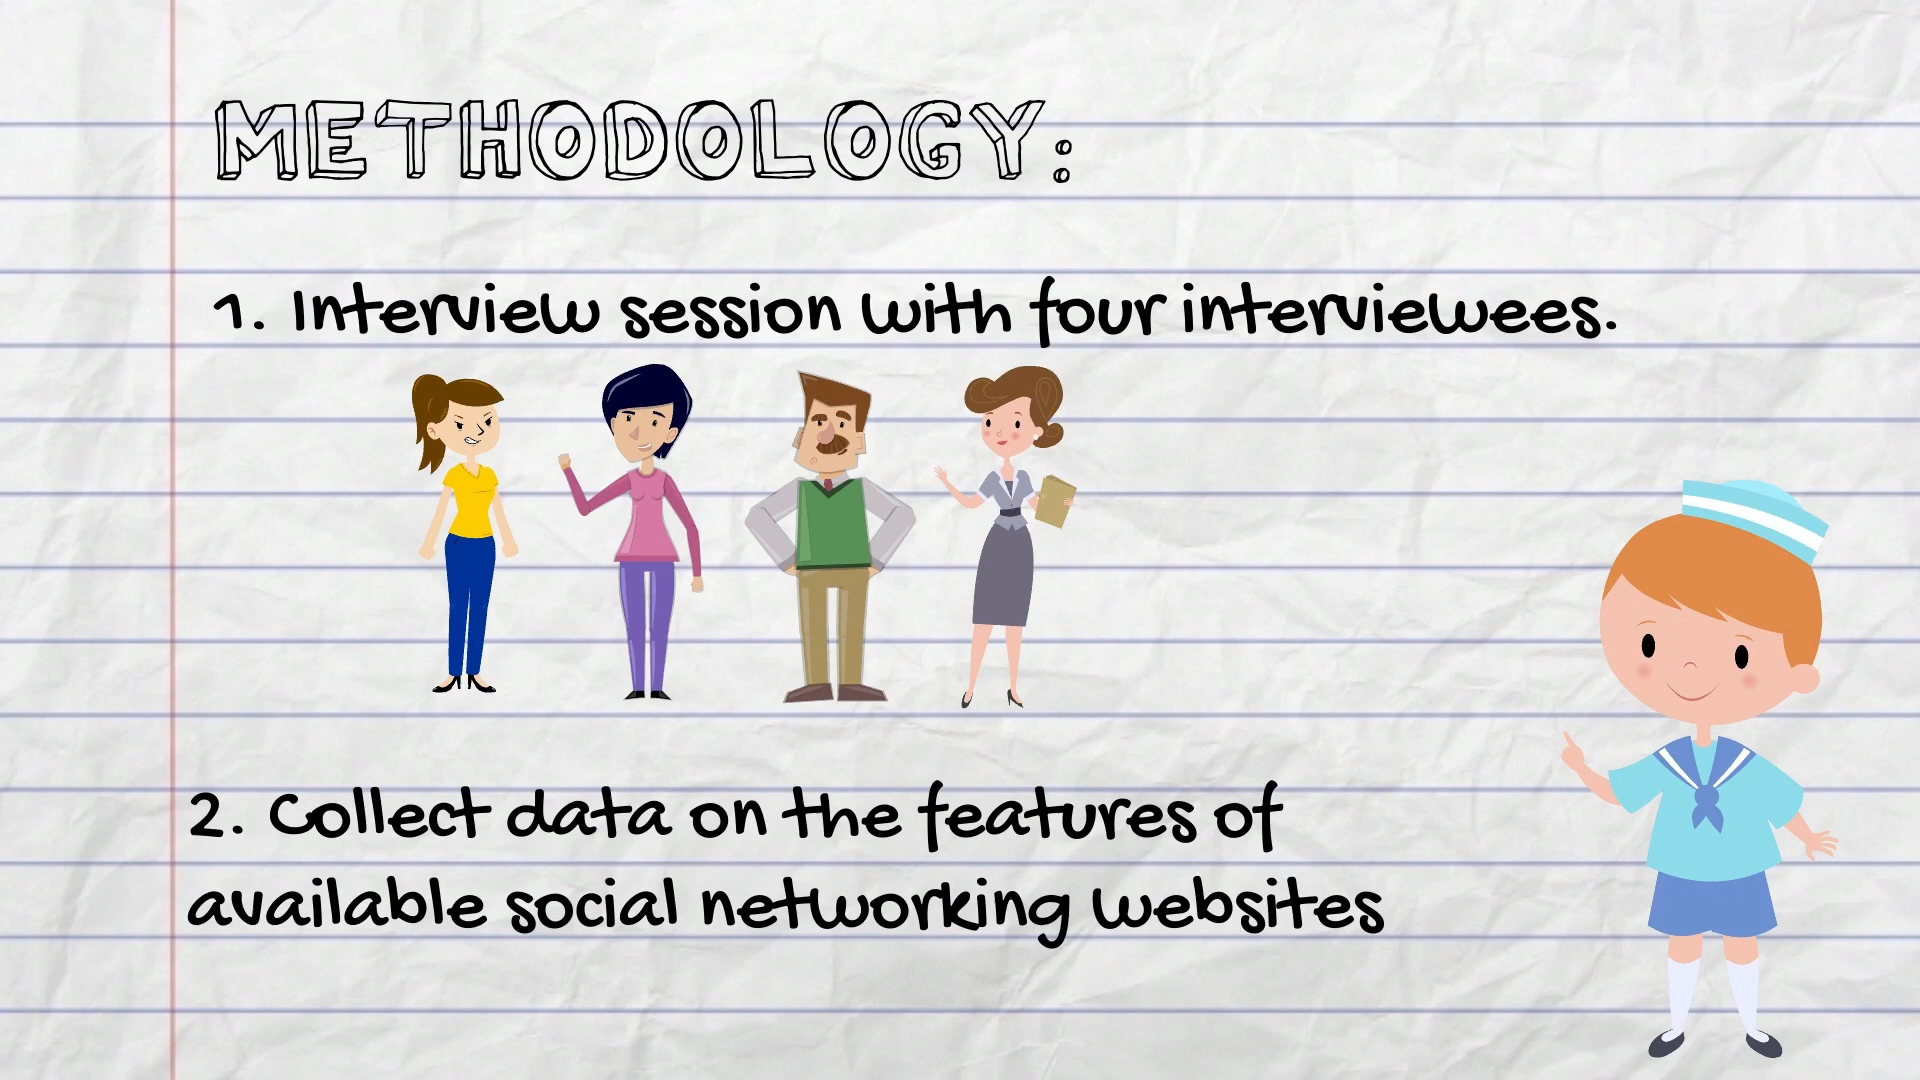 METHODOLOGY:
1. Interview session with four interviewees.
2. Collect data on the features of
available social networking websites